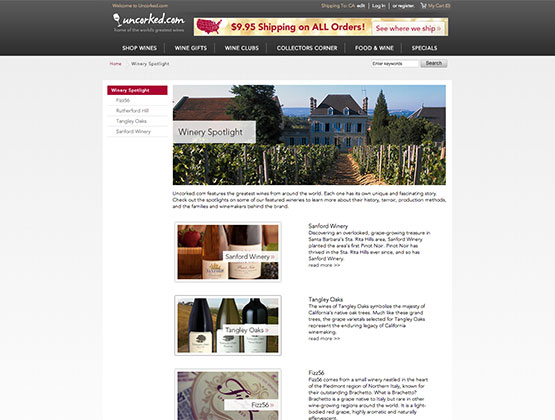 Welcome to Uncorked.com
Shipping To: CA edit | Log in | or register. My Cart (0)
uncorked.com
home of the world's greatest wines
$9.95 Shipping on ALL Orders! See where we ship »
SHOP WINES WINE GIFTS WINE CLUBS COLLECTORS CORNER FOOD & WINE SPECIALS
Home Winery Spotlight
Enter keywords Search
Winery Spotlight
Fizz56
Rutherford Hill
Tangley Oaks
Sanford Winery
Winery Spotlight
Uncorked.com features the greatest wines from around the world. Each one has its own unique and fascinating story.
Check out the spotlights on some of our featured wineries to learn more about their history, terroir, production methods,
and the families and winemakers behind the brand.
Sanford Winery »
Sanford Winery
Discovering an overlooked, grape-growing treasure in
Santa Barbara's Sta. Rita Hills area, Sanford Winery
planted the area's first Pinot Noir. Pinot Noir has
thrived in the Sta. Rita Hills ever since, and so has
Sanford Winery.
read more >>
Tangley Oaks »
Tangley Oaks
The wines of Tangley Oaks symbolize the majesty of
California's native oak trees. Much like these grand
trees, the grape varietals selected for Tangley Oaks
represent the enduring legacy of California
winemaking.
read more >>
Fizz56 »
Fizz56
Fizz56 comes from a small winery nestled in the heart
of the Piedmont region of Northern Italy, known for
their outstanding Brachetto. What is Brachetto?
Brachetto is a grape native to Italy but rare in other
wine-growing regions around the world. It is a light-
bodied red grape, highly aromatic and naturally
effervescent.